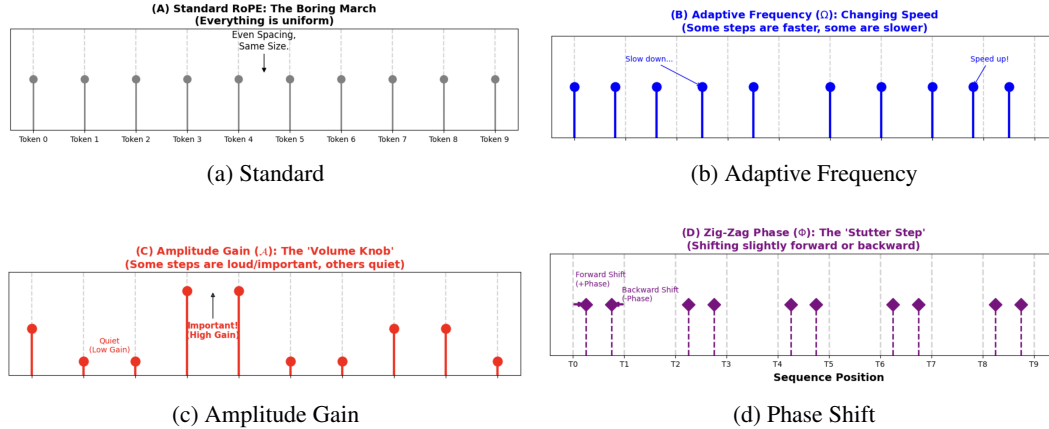 (A) Standard RoPE: The Boring March
(Everything is uniform)
Even Spacing,
Same Size.
Token 0 Token 1 Token 2 Token 3 Token 4 Token 5 Token 6 Token 7 Token 8 Token 9
(a) Standard
(B) Adaptive Frequency (Ω): Changing Speed
(Some steps are faster, some are slower)
Slow down...
Speed up!
(b) Adaptive Frequency
(C) Amplitude Gain (𝒜): The 'Volume Knob'
(Some steps are loud/important, others quiet)
Important!
(High Gain)
Quiet
(Low Gain)
(c) Amplitude Gain
(D) Zig-Zag Phase (Φ): The 'Stutter Step'
(Shifting slightly forward or backward)
Forward Shift
(+Phase)
Backward Shift
(-Phase)
T0 T1 T2 T3 T4 T5 T6 T7 T8 T9
Sequence Position
(d) Phase Shift